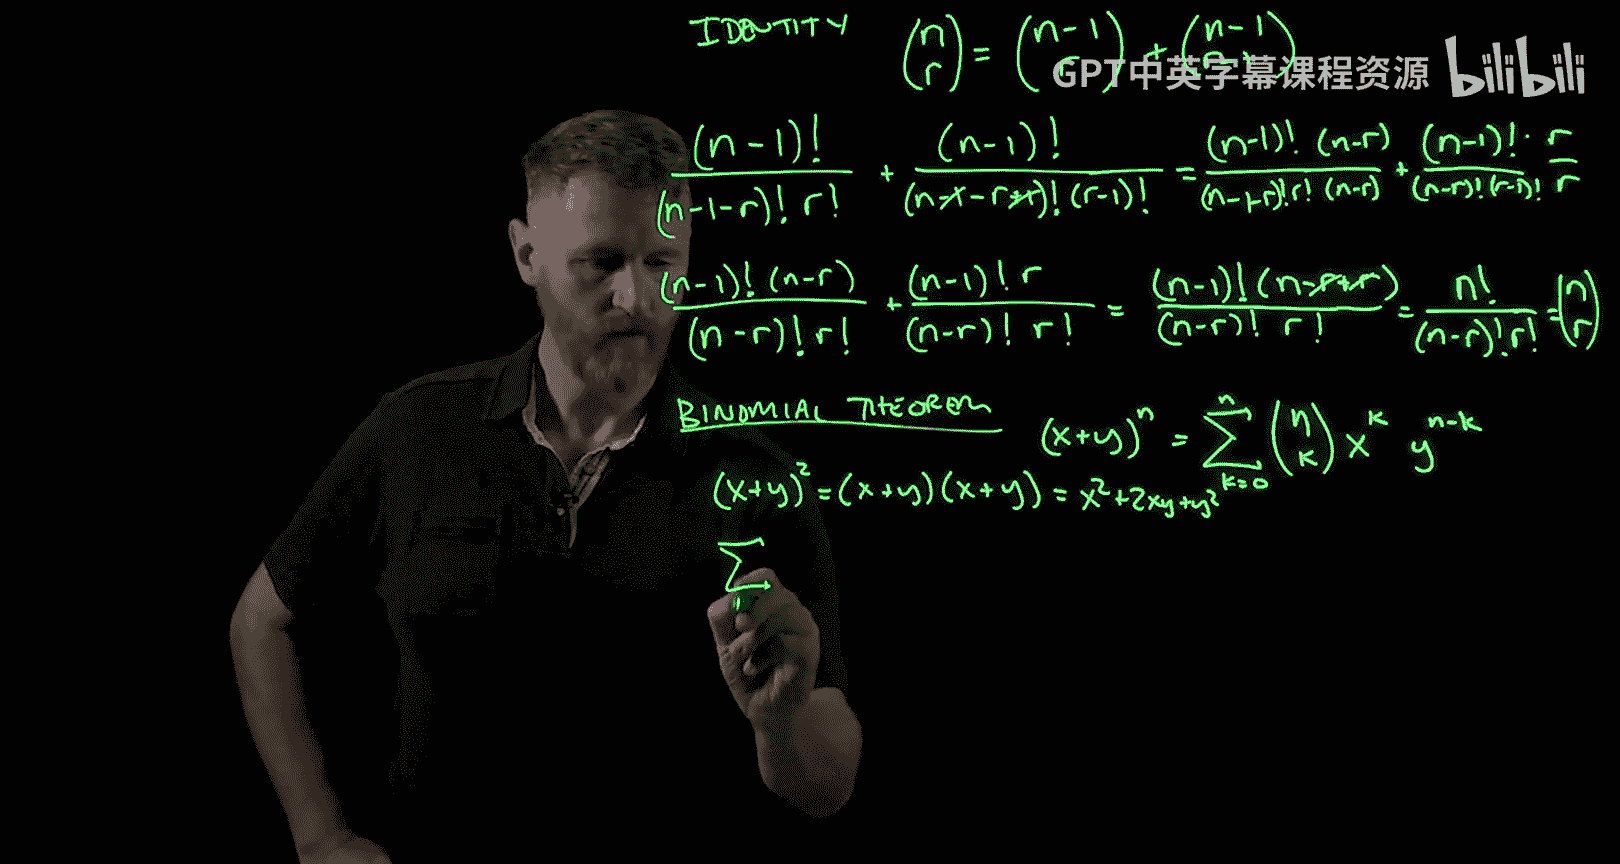 IDENTITY (n r) = (n-1 r) + (n-1
GPT中英字幕课程资源 bilibili
(n-1)! / (n-1-r)! r! + (n-1)! / (n-1-r+1)! (r-1)! = (n-1)! (n-r) / (n-1-r)! r! (n-r) + (n-1)! · r / (n-r)! (r-1)! r
(n-1)! (n-r) / (n-r)! r! + (n-1)! r / (n-r)! r! = (n-1)! (n-r+r) / (n-r)! r! = n! / (n-r)! r! = (n r)
BINOMIAL THEOREM (x+y)^n = ∑_{k=0}^{n} (n k) x^k y^{n-k}
(x+y)^2 = (x+y)(x+y) = x^2+2xy+y^2
∑